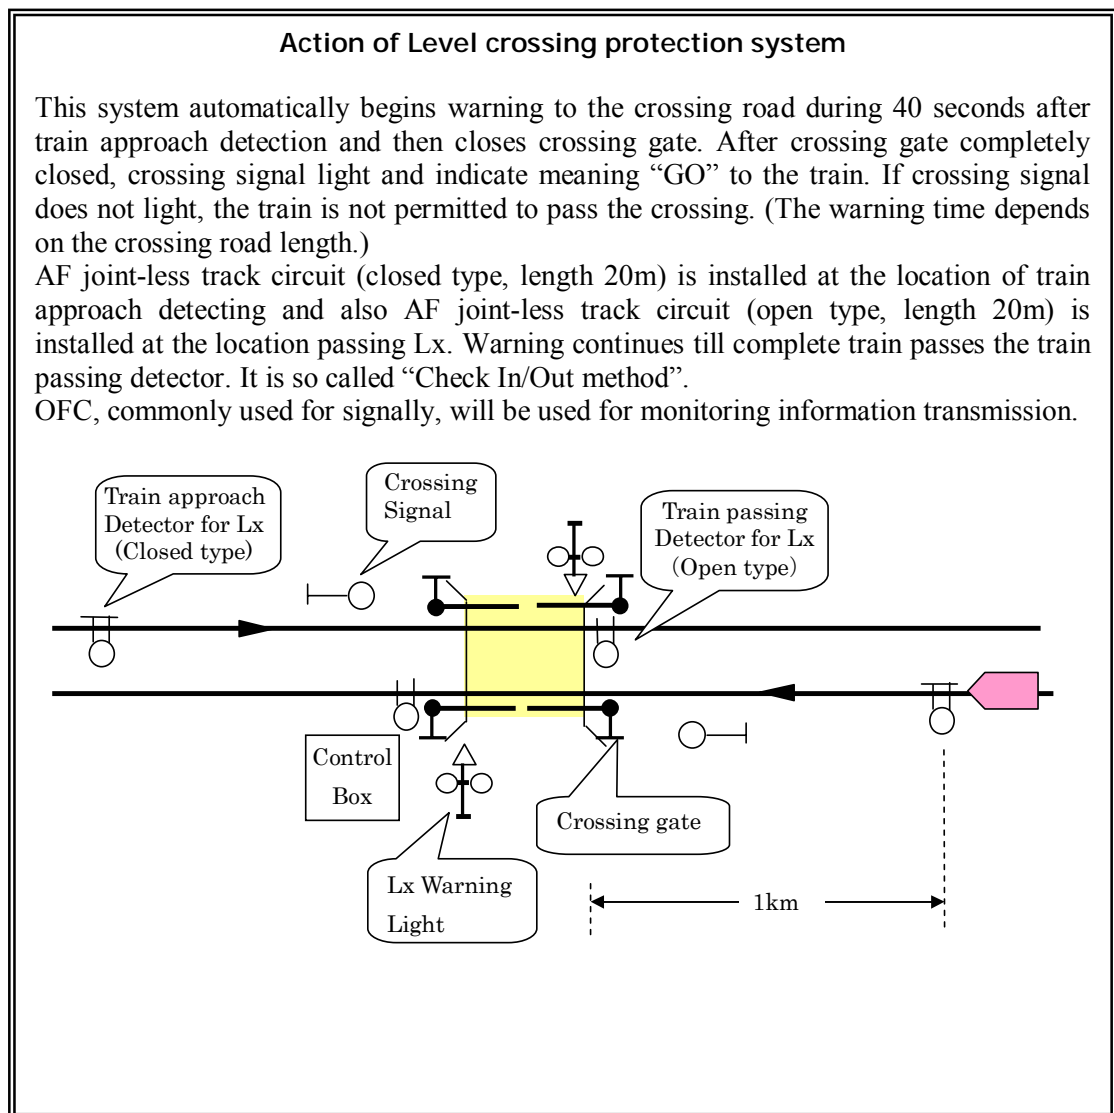 Action of Level crossing protection system
This system automatically begins warning to the crossing road during 40 seconds after
train approach detection and then closes crossing gate. After crossing gate completely
closed, crossing signal light and indicate meaning “GO” to the train. If crossing signal
does not light, the train is not permitted to pass the crossing. (The warning time depends
on the crossing road length.)
AF joint-less track circuit (closed type, length 20m) is installed at the location of train
approach detecting and also AF joint-less track circuit (open type, length 20m) is
installed at the location passing Lx. Warning continues till complete train passes the train
passing detector. It is so called “Check In/Out method”.
OFC, commonly used for signally, will be used for monitoring information transmission.
Train approach
Detector for Lx
(Closed type)
Crossing
Signal
Train passing
Detector for Lx
(Open type)
Control
Box
Crossing gate
Lx Warning
Light
1km